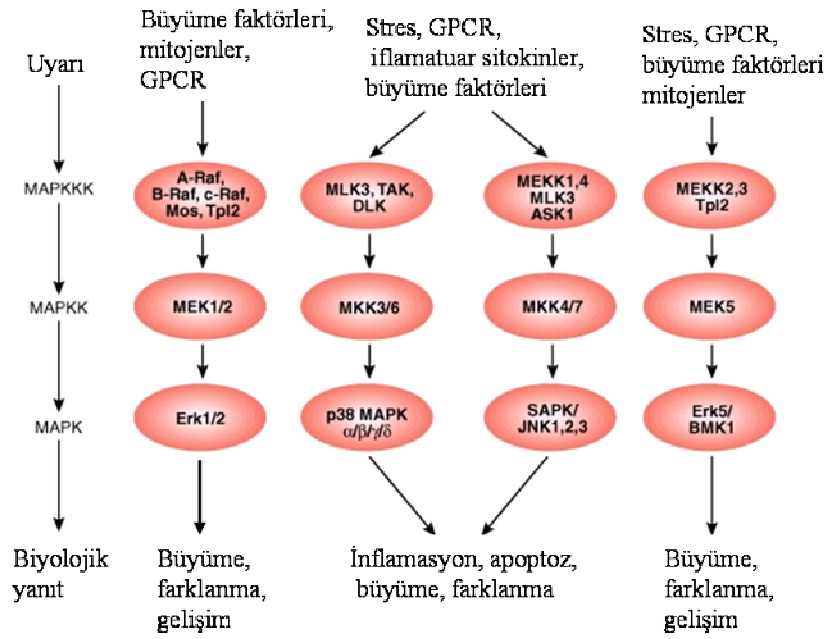 Uyarı
Büyüme faktörleri,
mitojenler,
GPCR
Stres, GPCR,
iflamatuar sitokinler,
büyüme faktörleri
Stres, GPCR,
büyüme faktörleri
mitojenler
MAPKKK
A-Raf,
B-Raf, c-Raf,
Mos, Tpl2
MLK3, TAK,
DLK
MEKK1,4
MLK3
ASK1
MEKK2,3
Tpl2
MAPKK
MEK1/2
MKK3/6
MKK4/7
MEK5
MAPK
Erk1/2
p38 MAPK
α/β/γ/δ
SAPK/
JNK1,2,3
Erk5/
BMK1
Biyolojik
yanıt
Büyüme,
farklanma,
gelişim
İnflamasyon, apoptoz,
büyüme, farklanma
Büyüme,
farklanma,
gelişim